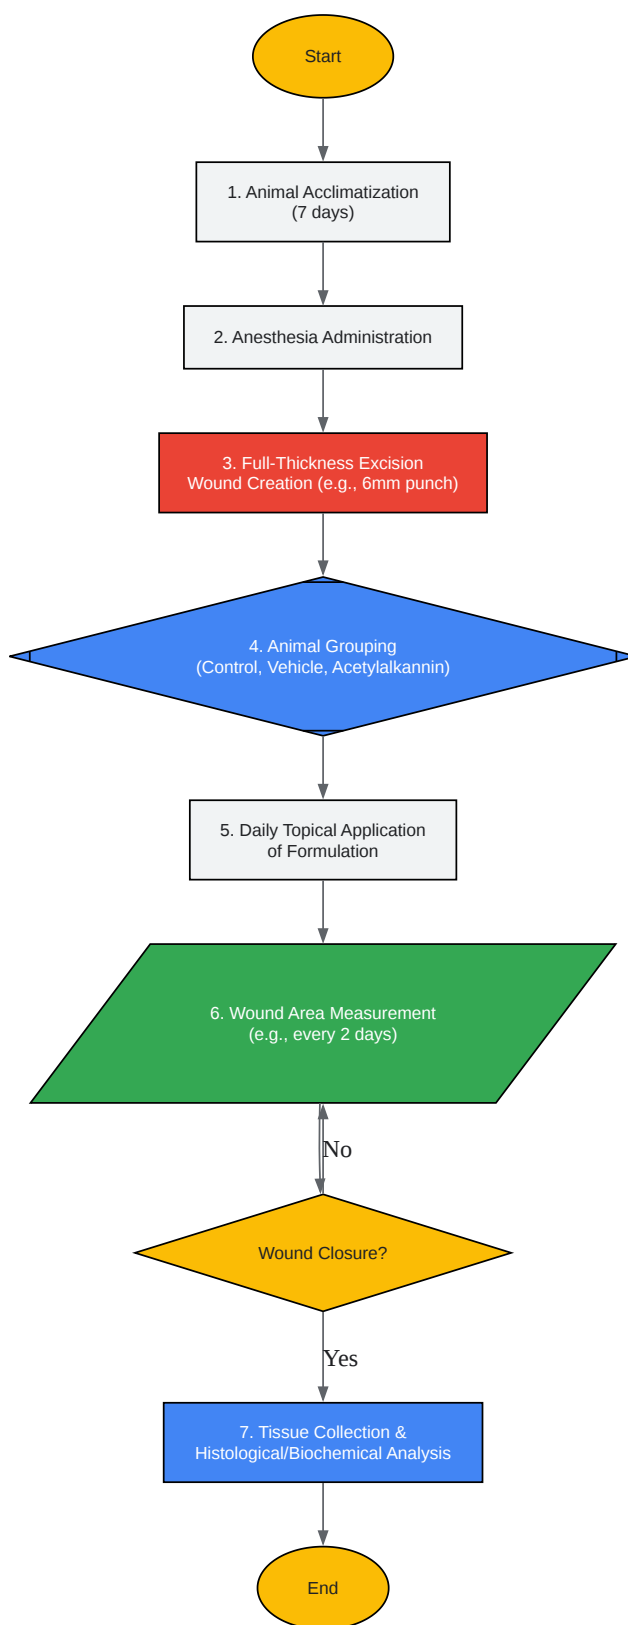 Start
1. Animal Acclimatization
(7 days)
2. Anesthesia Administration
3. Full-Thickness Excision
Wound Creation (e.g., 6mm punch)
4. Animal Grouping
(Control, Vehicle, Acetylalkannin)
5. Daily Topical Application
of Formulation
6. Wound Area Measurement
(e.g., every 2 days)
No
Wound Closure?
Yes
7. Tissue Collection &
Histological/Biochemical Analysis
End